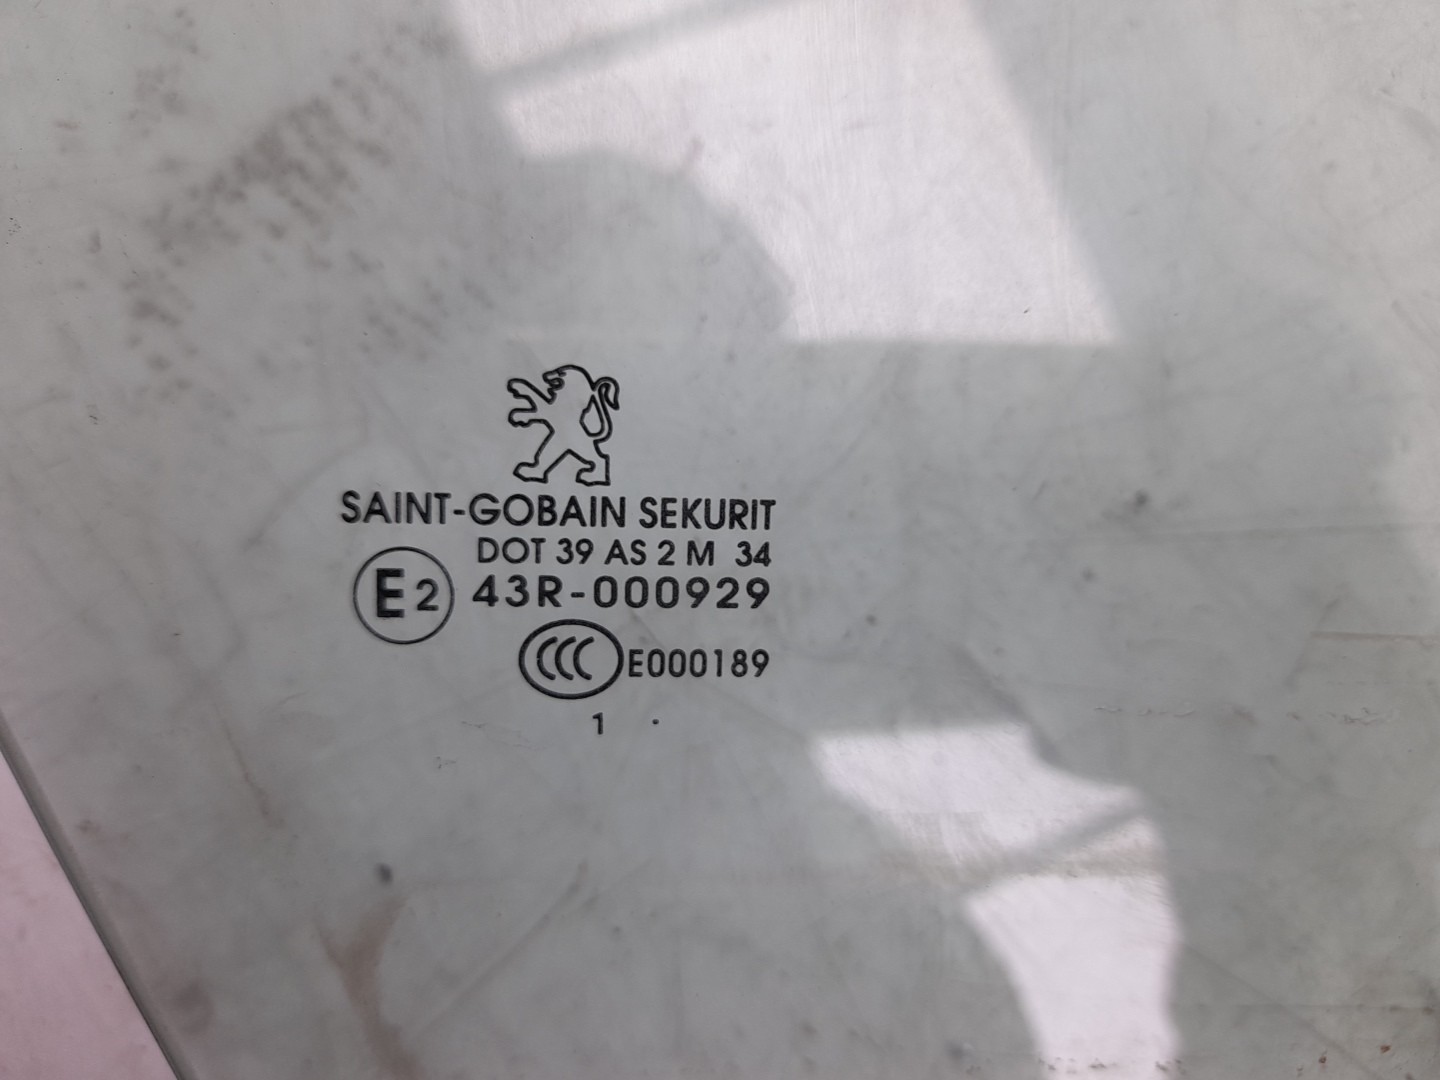 SAINT-GOBAIN SEKURIT
DOT 39 AS 2 M 34
E2 43R-000929
CCC E000189
1 .